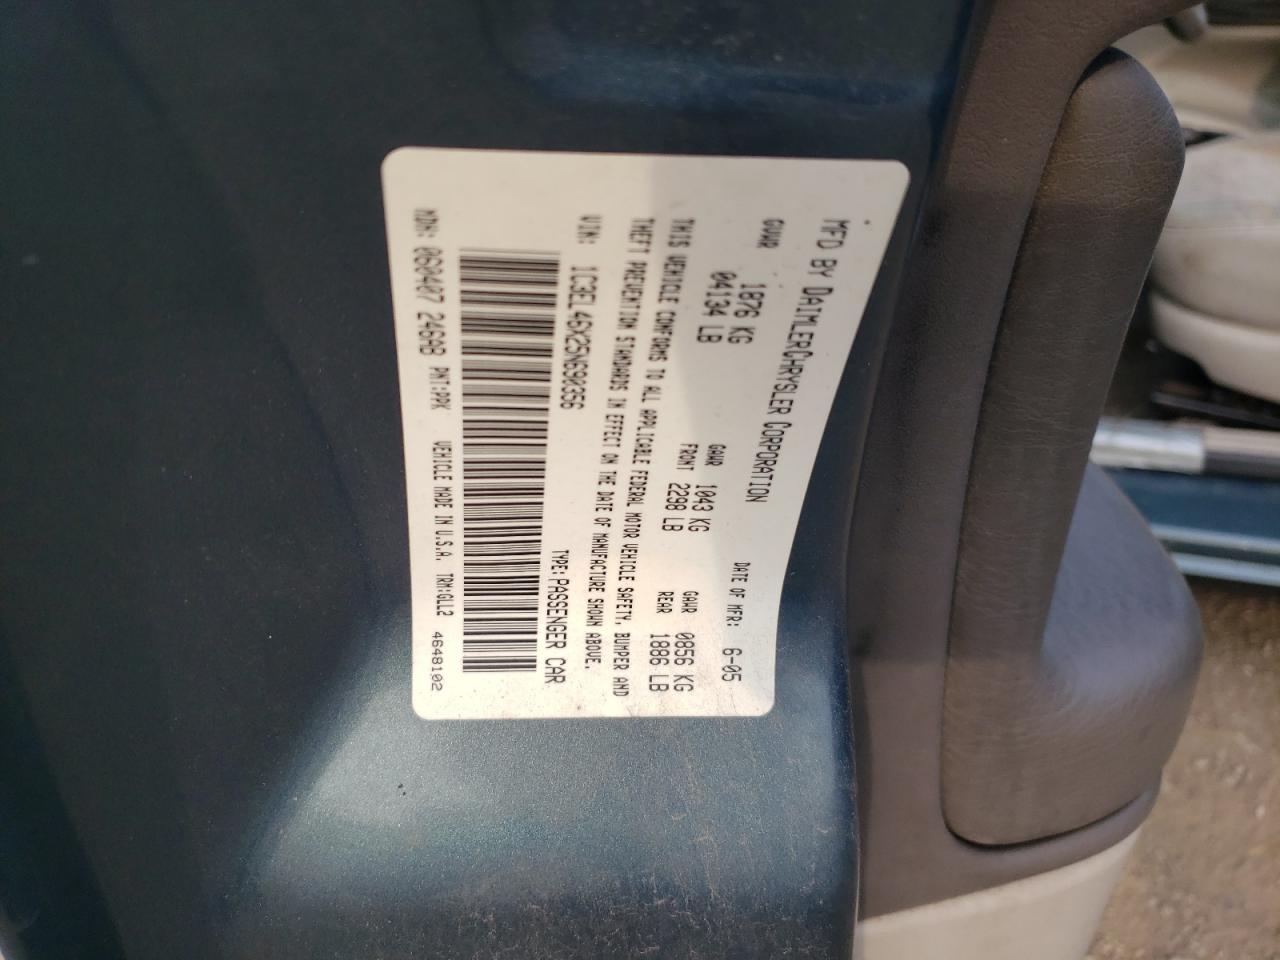 MFD BY DAIMLERCHRYSLER CORPORATION DATE OF MFR: 6-05
GVWR 1876 KG GAWR 1043 KG GAWR 0856 KG
04134 LB FRONT 2298 LB REAR 1886 LB
THIS VEHICLE CONFORMS TO ALL APPLICABLE FEDERAL MOTOR VEHICLE SAFETY, BUMPER AND
THEFT PREVENTION STANDARDS IN EFFECT ON THE DATE OF MANUFACTURE SHOWN ABOVE.
VIN: 1C3EL46X25N690356 TYPE: PASSENGER CAR
MDH: 060407 246AB PNT:PPK VEHICLE MADE IN U.S.A. TRM:GLL2 4648102